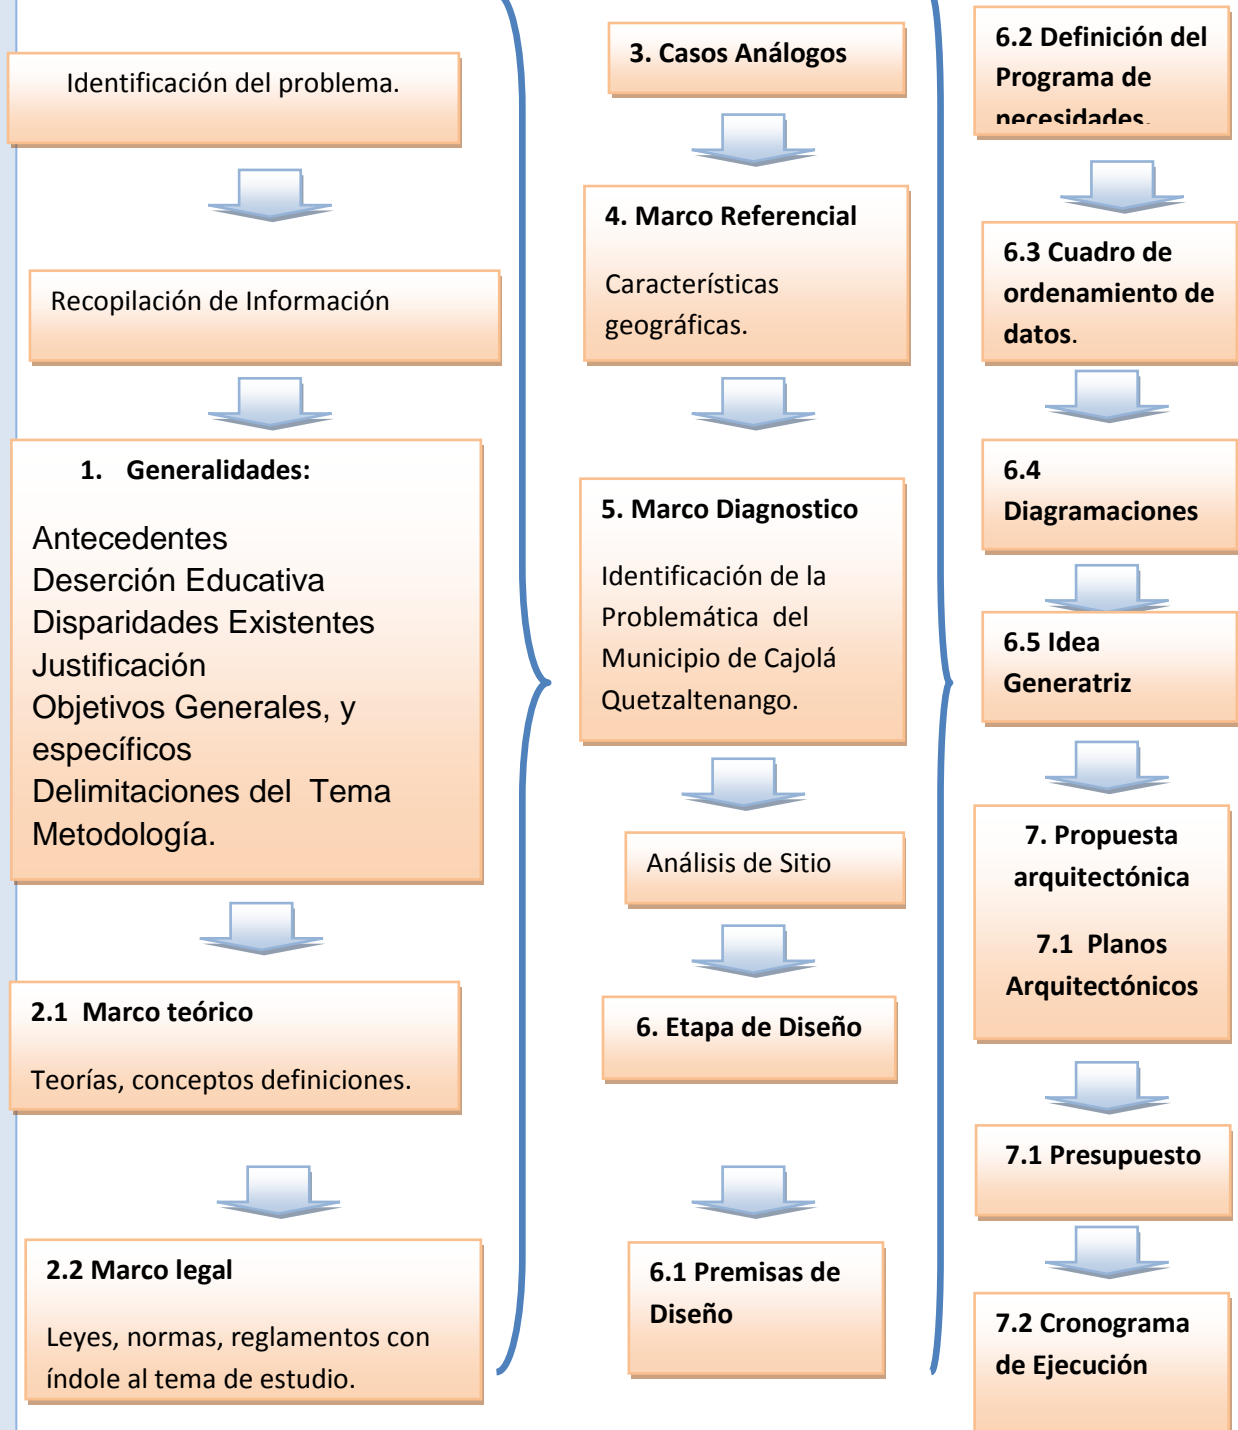 Identificación del problema.
Recopilación de Información
1. Generalidades:
Antecedentes
Deserción Educativa
Disparidades Existentes
Justificación
Objetivos Generales, y
específicos
Delimitaciones del Tema
Metodología.
2.1 Marco teórico
Teorías, conceptos definiciones.
2.2 Marco legal
Leyes, normas, reglamentos con
índole al tema de estudio.
3. Casos Análogos
4. Marco Referencial
Características
geográficas.
5. Marco Diagnostico
Identificación de la
Problemática del
Municipio de Cajolá
Quetzaltenango.
Análisis de Sitio
6. Etapa de Diseño
6.1 Premisas de
Diseño
6.2 Definición del
Programa de
necesidades.
6.3 Cuadro de
ordenamiento de
datos.
6.4
Diagramaciones
6.5 Idea
Generatriz
7. Propuesta
arquitectónica
7.1 Planos
Arquitectónicos
7.1 Presupuesto
7.2 Cronograma
de Ejecución